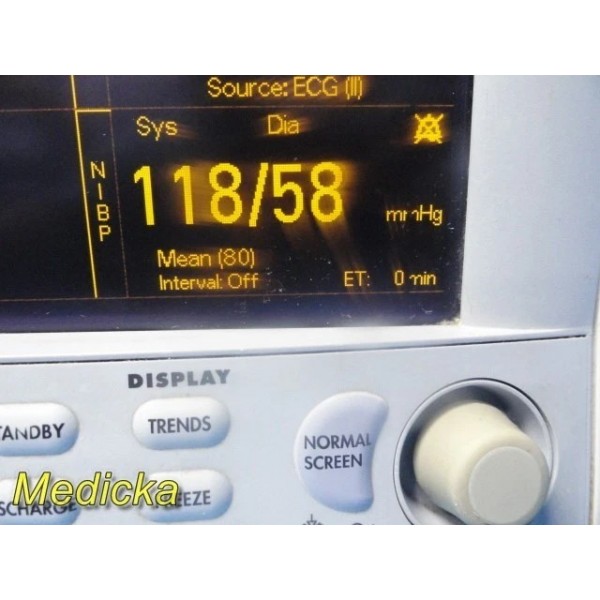 Source: ECG (II)
Sys Dia
NIBP
118/58 mmHg
Mean (80)
Interval: Off ET: 0 min
DISPLAY
TANDBY TRENDS
NORMAL
SCREEN
Medicka
SCHARGE EEZE